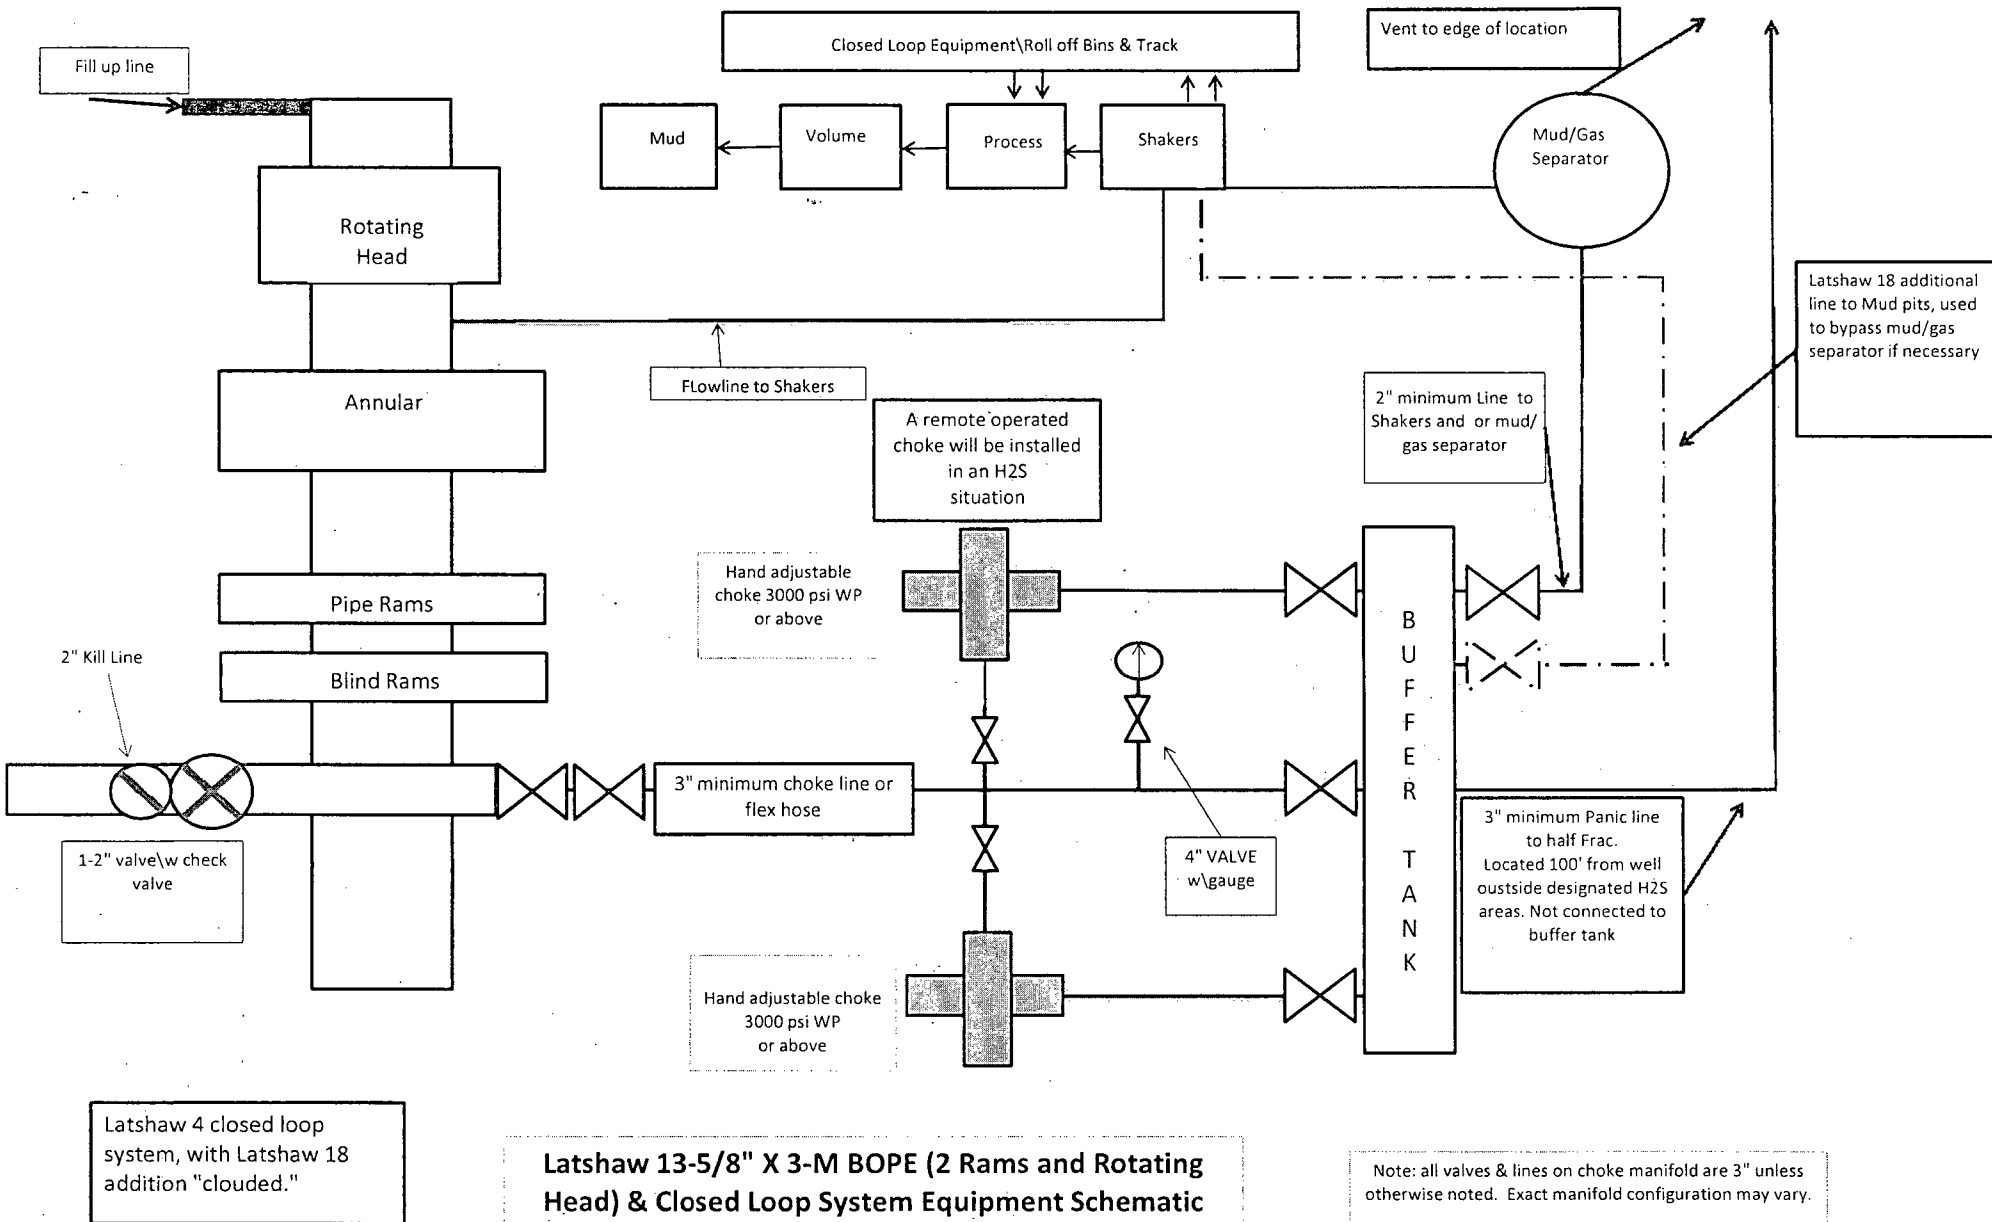 Closed Loop Equipment\Roll off Bins & Track
Vent to edge of location
Fill up line
Mud
Volume
Process
Shakers
Mud/Gas
Separator
Rotating
Head
Latshaw 18 additional
line to Mud pits, used
to bypass mud/gas
separator if necessary
FLowline to Shakers
Annular
2" minimum Line to
Shakers and or mud/
gas separator
A remote operated
choke will be installed
in an H2S
situation
Hand adjustable
choke 3000 psi WP
or above
Pipe Rams
2" Kill Line
Blind Rams
BUFFER TANK
3" minimum choke line or
flex hose
1-2" valve\w check
valve
4" VALVE
w\gauge
3" minimum Panic line
to half Frac.
Located 100' from well
oustside designated H2S
areas. Not connected to
buffer tank
Hand adjustable choke
3000 psi WP
or above
Latshaw 4 closed loop
system, with Latshaw 18
addition "clouded."
Latshaw 13-5/8" X 3-M BOPE (2 Rams and Rotating
Head) & Closed Loop System Equipment Schematic
Note: all valves & lines on choke manifold are 3" unless
otherwise noted. Exact manifold configuration may vary.